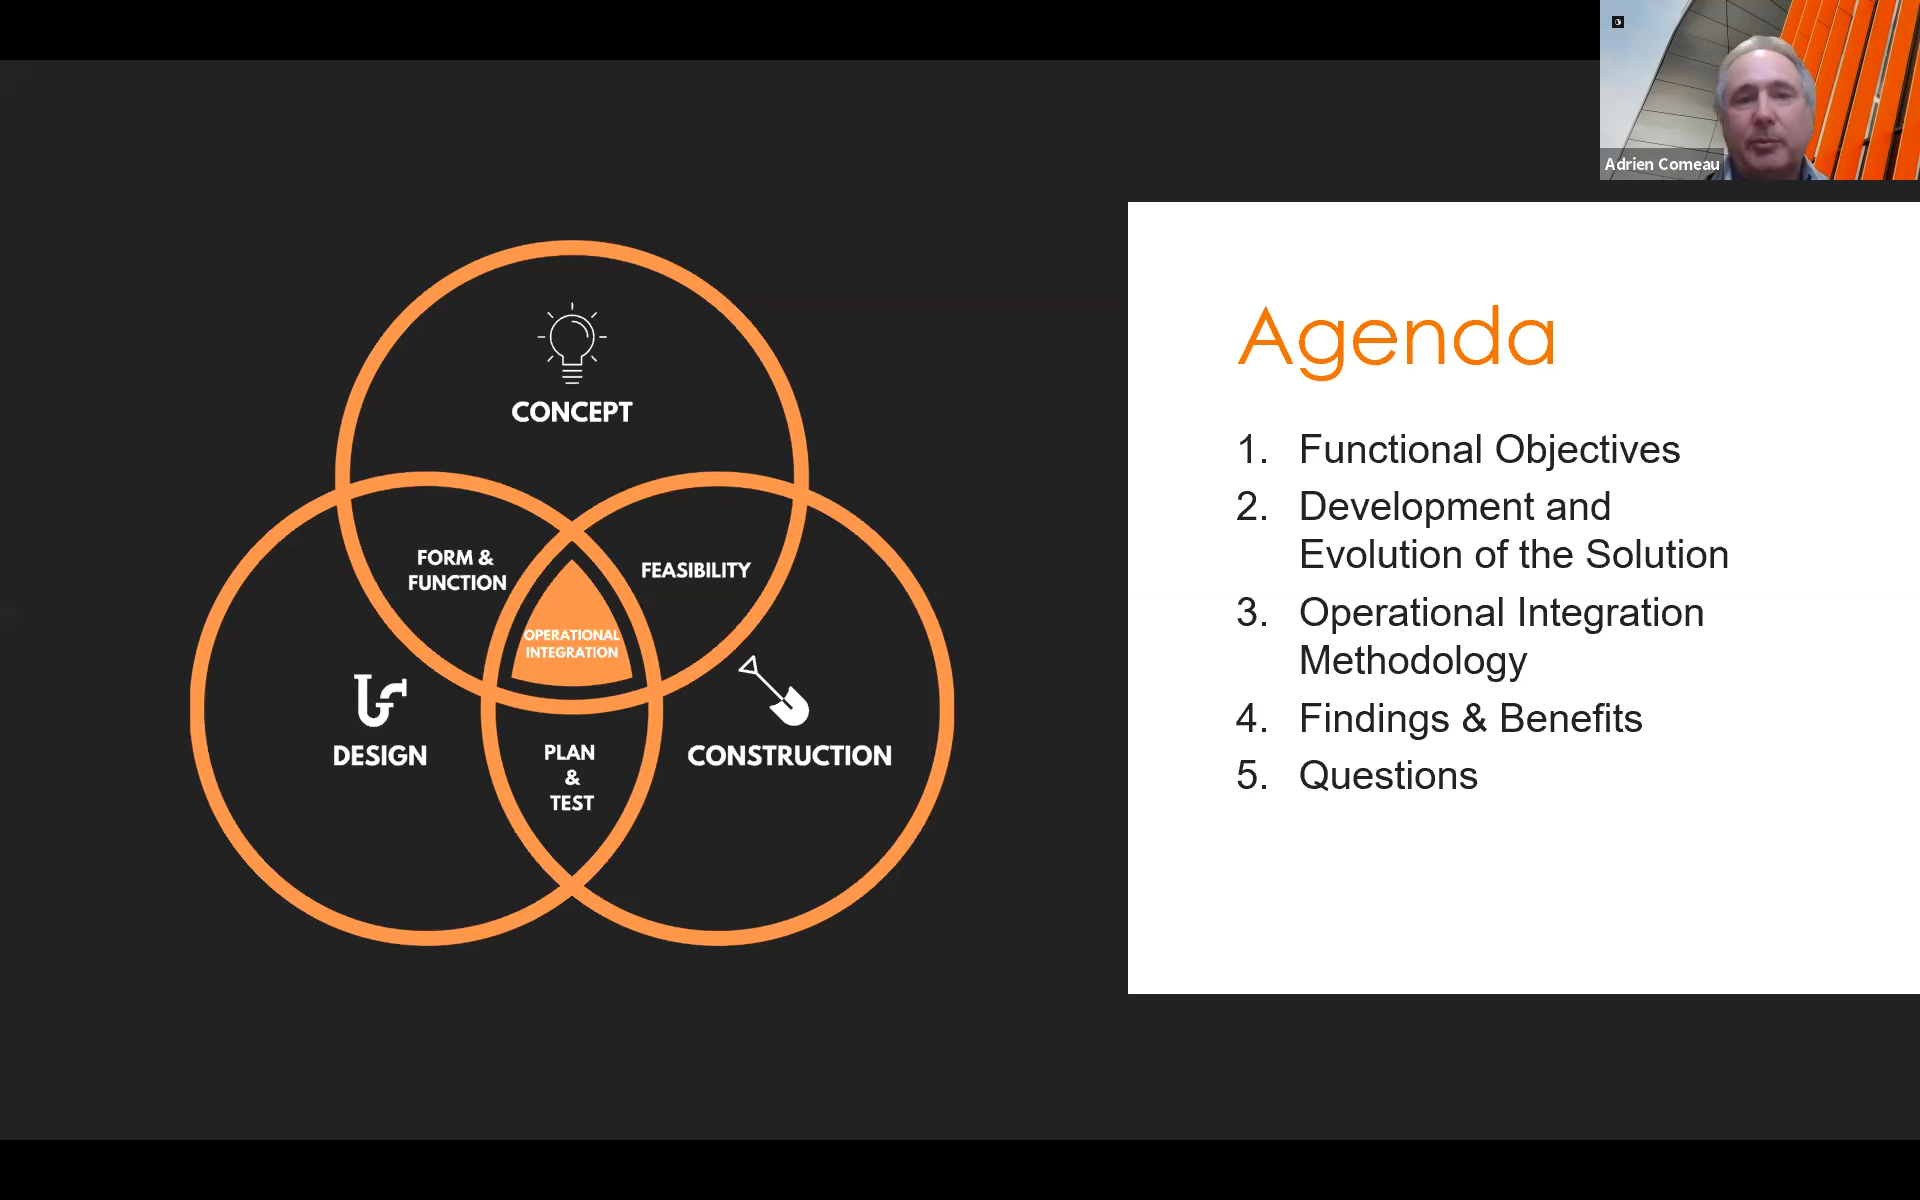 Adrien Comeau
CONCEPT
FORM &
FUNCTION
FEASIBILITY
OPERATIONAL
INTEGRATION
DESIGN
CONSTRUCTION
PLAN
&
TEST
Agenda
1. Functional Objectives
2. Development and
Evolution of the Solution
3. Operational Integration
Methodology
4. Findings & Benefits
5. Questions